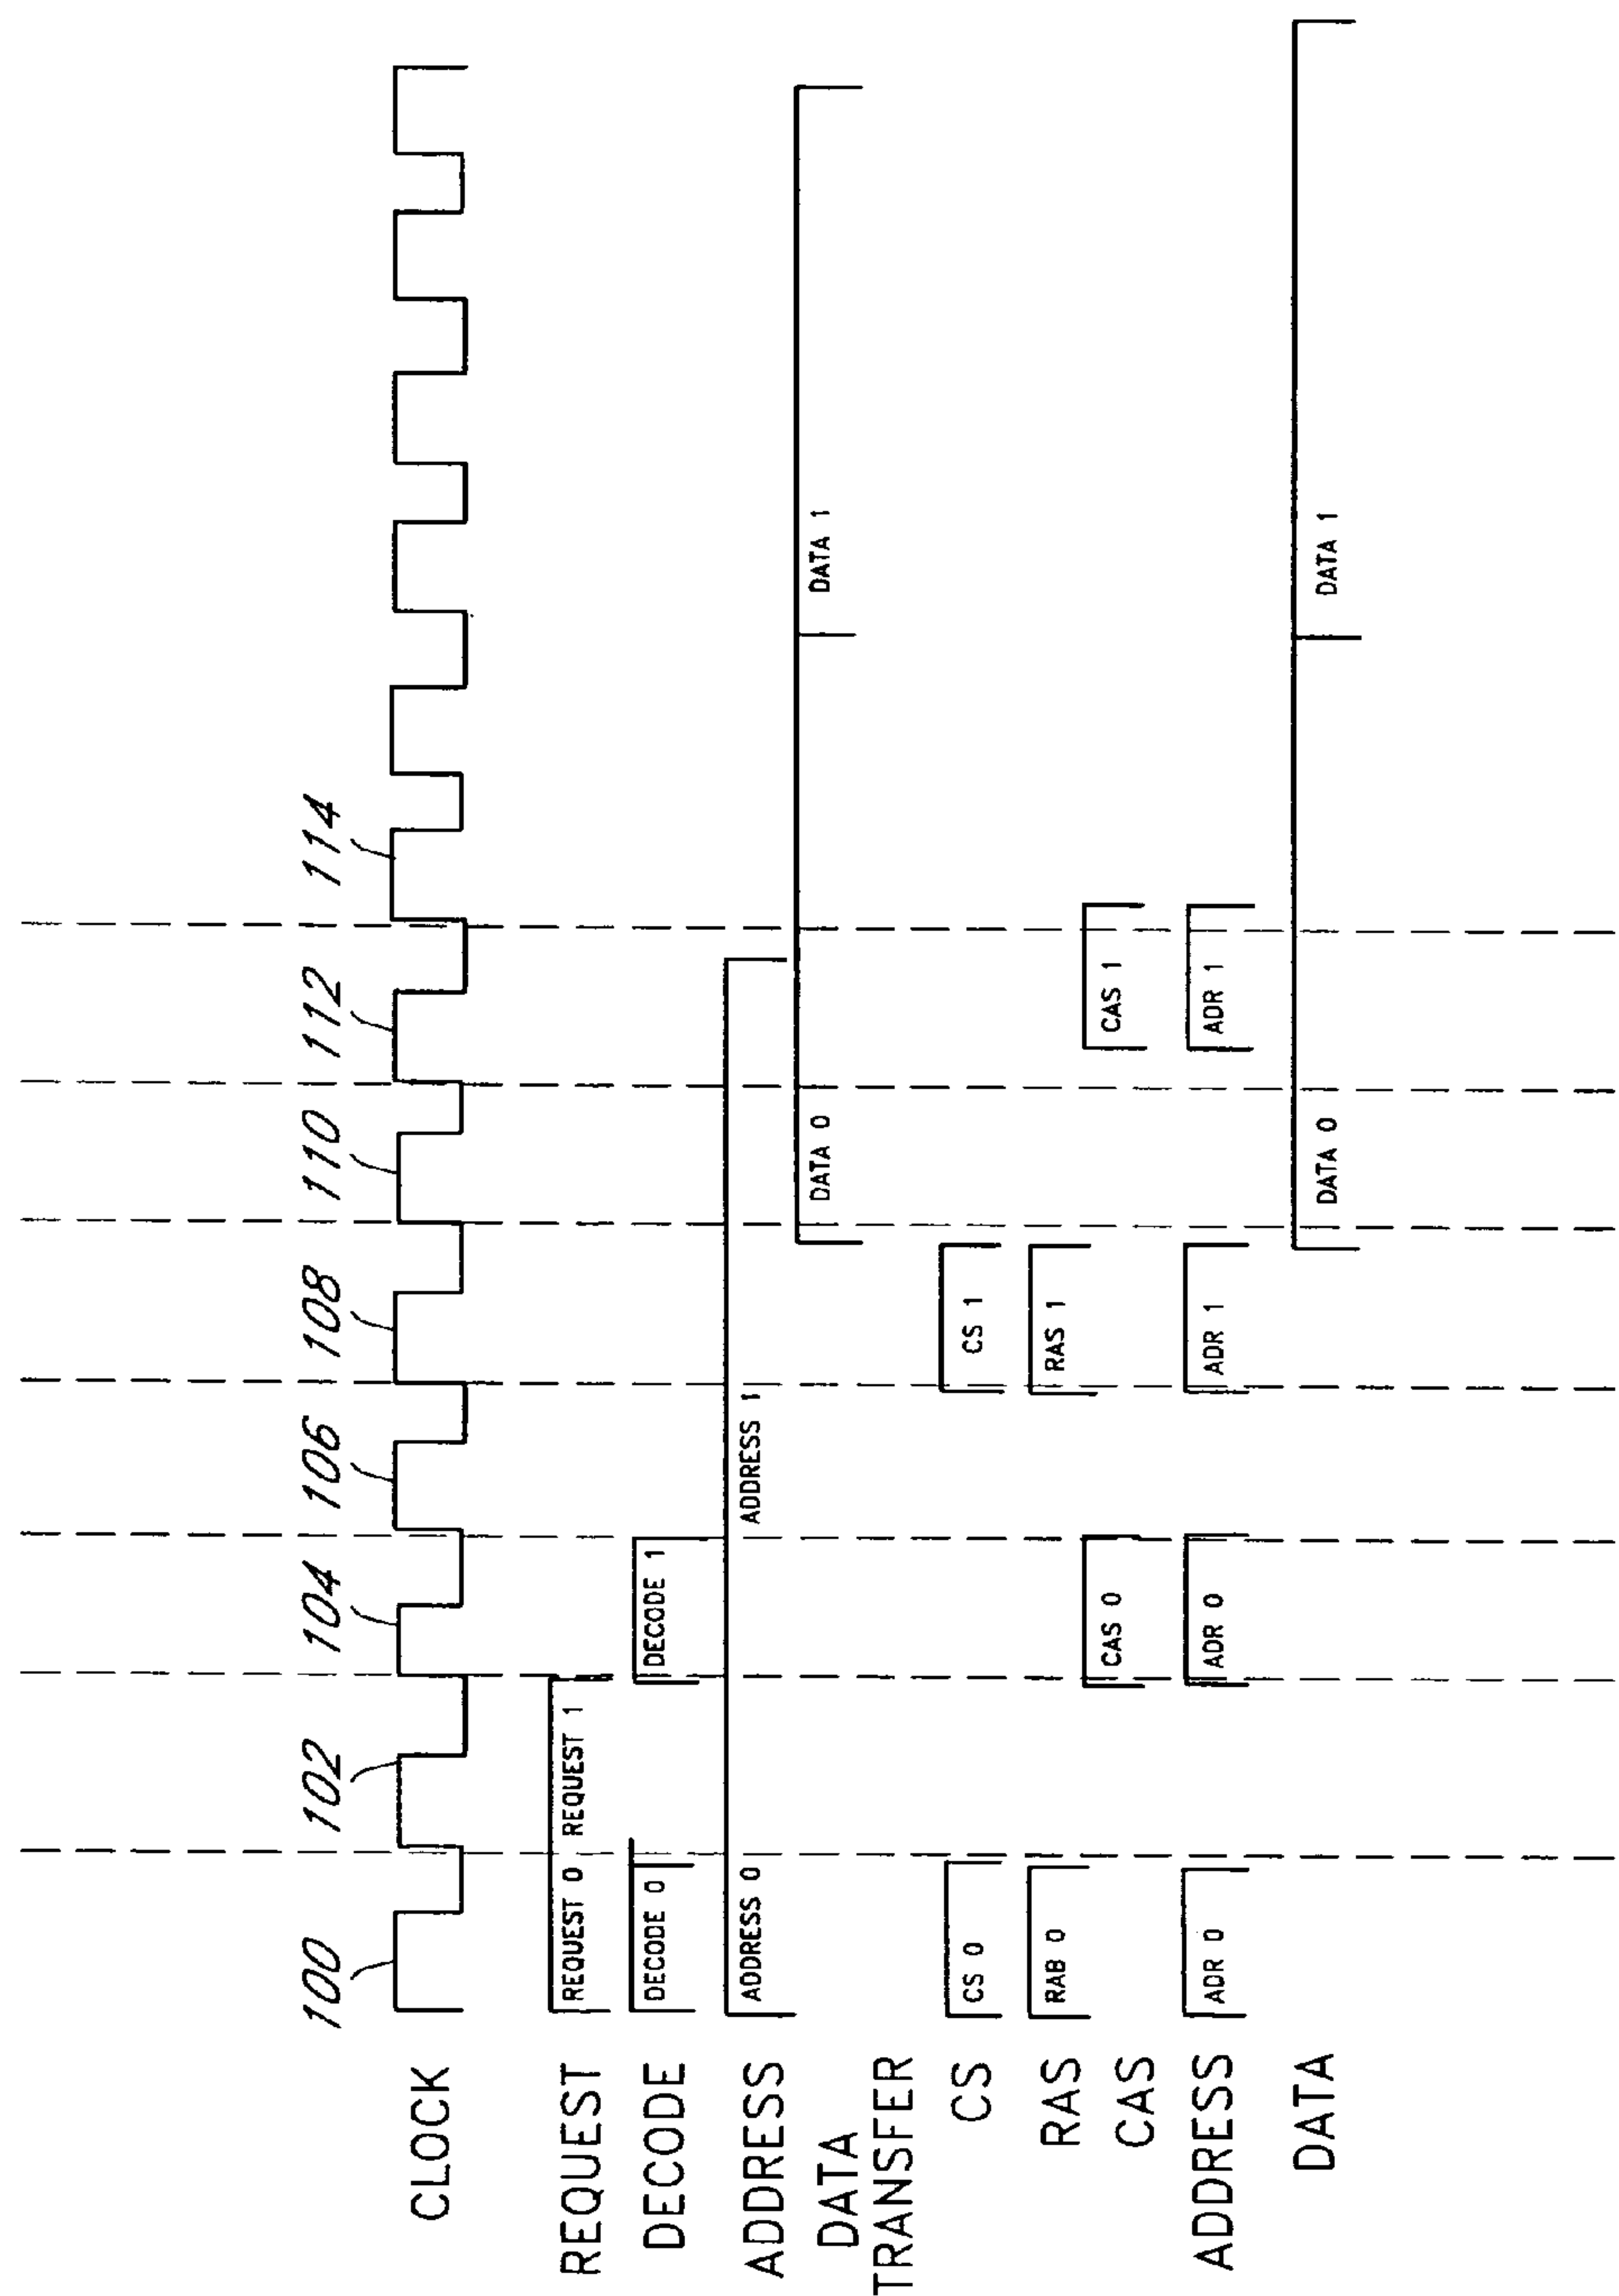 100 102 104 106 108 110 112 114
CLOCK
REQUEST REQUEST 0 REQUEST 1
DECODE DECODE 0 DECODE 1
ADDRESS ADDRESS 0 ADDRESS 1
DATA
TRANSFER DATA 0 DATA 1
CS CS 0 CS 1
RAS RAB 0 RAS 1
CAS CAS 0 CAS 1
ADDRESS ADR 0 ADR 0 ADR 1 ADR 1
DATA DATA 0 DATA 1